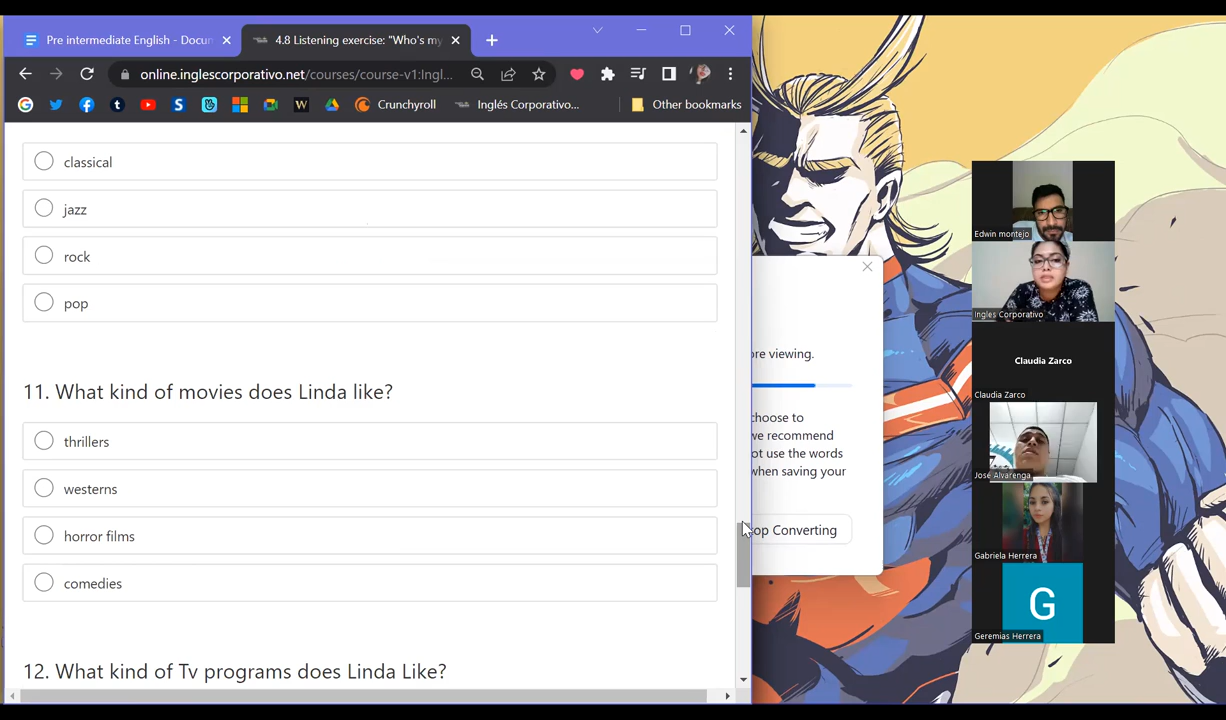 Pre intermediate English - Docun
4.8 Listening exercise: "Who's my
online.inglescorporativo.net/courses/course-v1:Ingl...
Crunchyroll
Inglés Corporativo...
Other bookmarks
classical
jazz
rock
pop
11. What kind of movies does Linda like?
thrillers
westerns
horror films
comedies
12. What kind of Tv programs does Linda Like?
ore viewing.
choose to
we recommend
ot use the words
when saving your
op Converting
Edwin montejo
Ingles Corporativo
Claudia Zarco
Claudia Zarco
José Alvarenga
Gabriela Herrera
G
Geremias Herrera